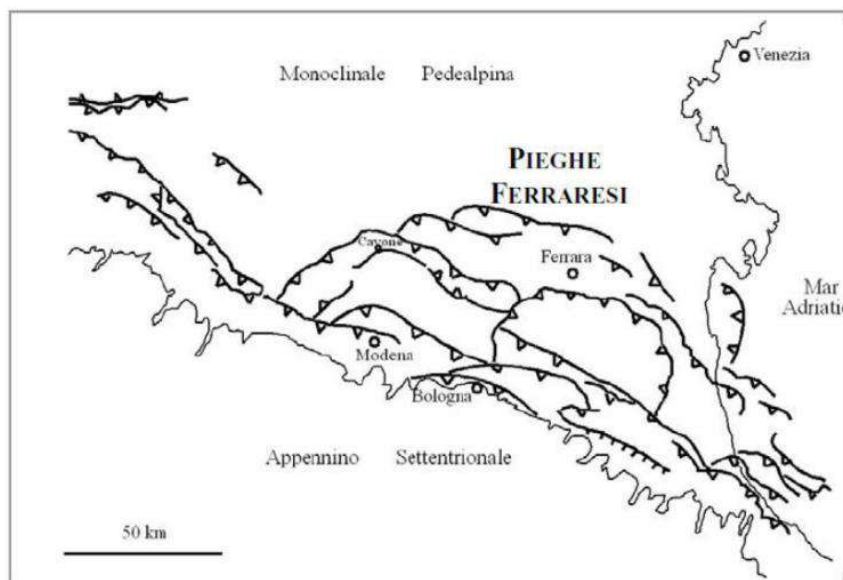 Venezia
Monoclinale Pedealpina
PIEGHE
FERRARESI
Cavone
Ferrara
Mar
Adriatic
Modena
Bologna
Appennino Settentrionale
50 km